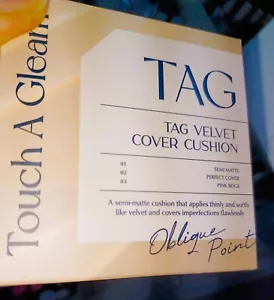 Touch A Gleam
TAG
TAG VELVET
COVER CUSHION
01 SEMI MATTE
02 PERFECT COVER
03 PINK BEIGE
A semi-matte cushion that applies thinly and softly
like velvet and covers imperfections flawlessly
Oblique
Point